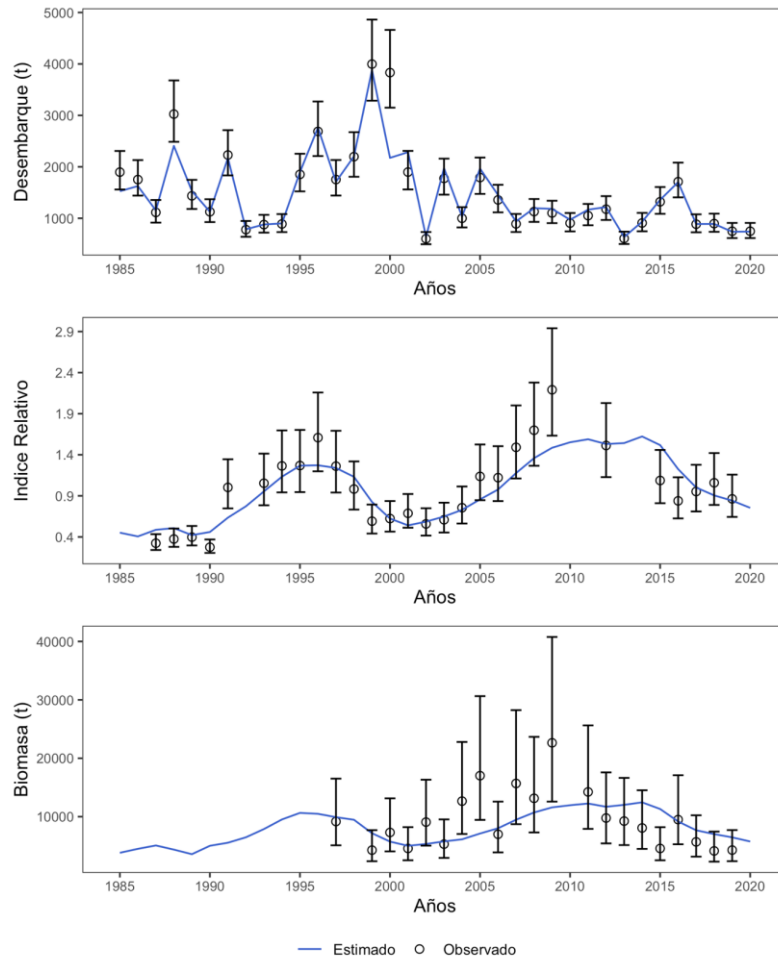 Desembarque (t)
5000
4000
3000
2000
1000
1985 1990 1995 2000 2005 2010 2015 2020
Años
Indice Relativo
2.9
2.4
1.9
1.4
0.9
0.4
1985 1990 1995 2000 2005 2010 2015 2020
Años
Biomasa (t)
40000
30000
20000
10000
1985 1990 1995 2000 2005 2010 2015 2020
Años
Estimado Observado